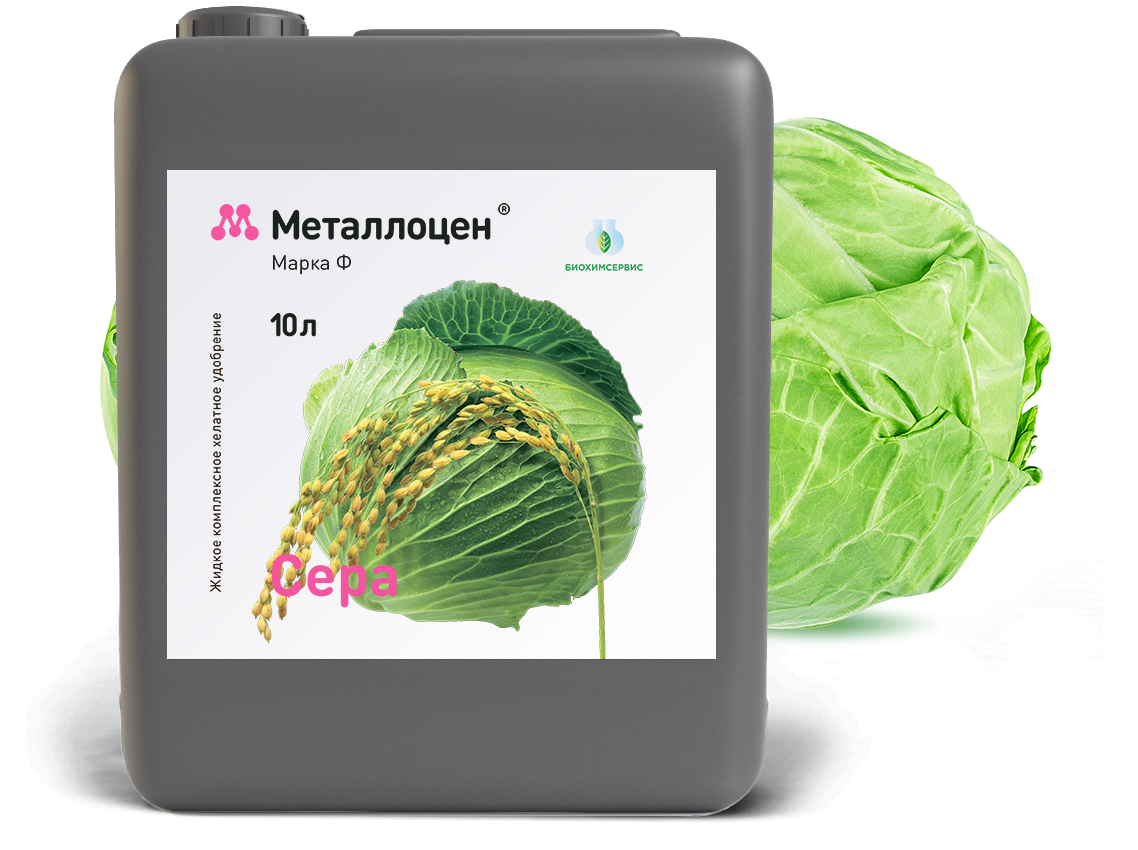 Металлоцен®
Марка Ф
БИОХИМСЕРВИС
10 л
Жидкое комплексное хелатное удобрение
Сера